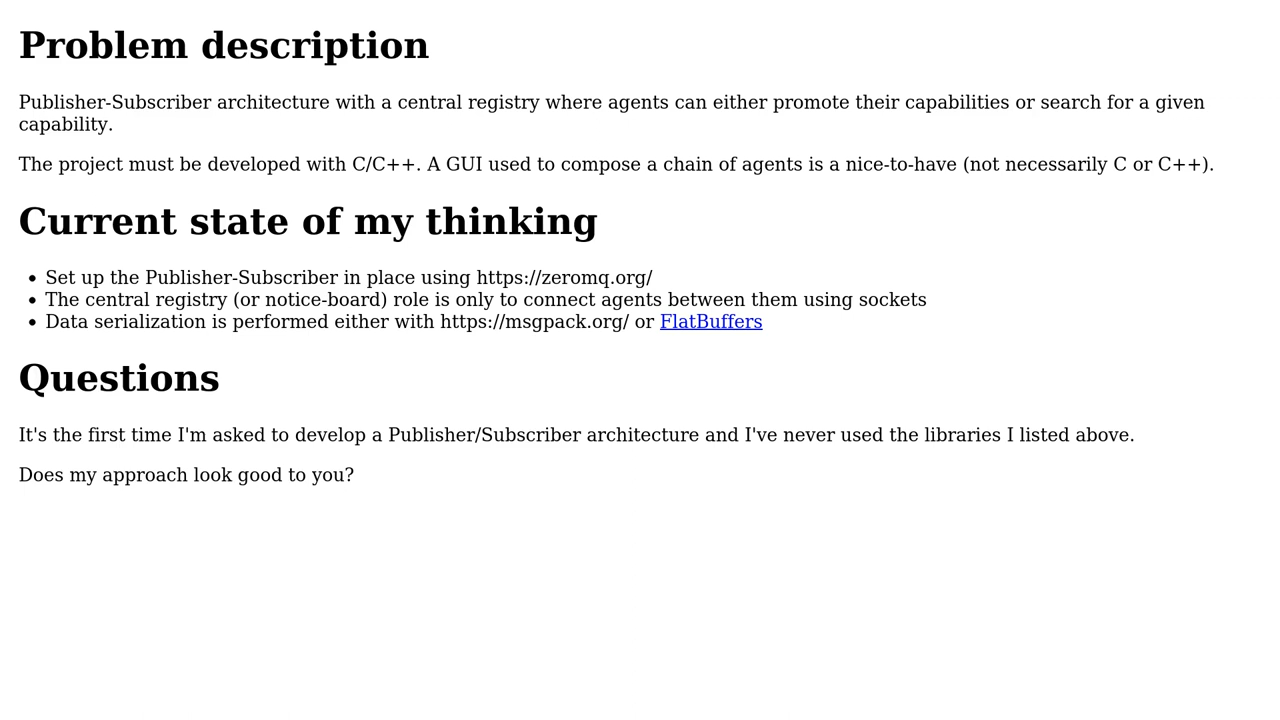 Problem description
Publisher-Subscriber architecture with a central registry where agents can either promote their capabilities or search for a given
capability.
The project must be developed with C/C++. A GUI used to compose a chain of agents is a nice-to-have (not necessarily C or C++).
Current state of my thinking
• Set up the Publisher-Subscriber in place using https://zeromq.org/
• The central registry (or notice-board) role is only to connect agents between them using sockets
• Data serialization is performed either with https://msgpack.org/ or FlatBuffers
Questions
It's the first time I'm asked to develop a Publisher/Subscriber architecture and I've never used the libraries I listed above.
Does my approach look good to you?